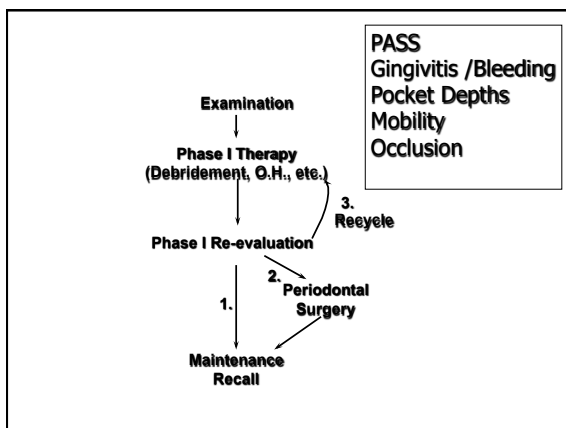 PASS
Gingivitis /Bleeding
Pocket Depths
Mobility
Occlusion
Examination
Phase I Therapy
(Debridement, O.H., etc.)
3.
Recycle
Phase I Re-evaluation
2.
Periodontal
Surgery
1.
Maintenance
Recall